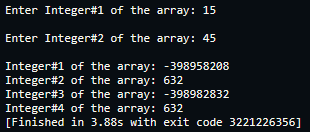 Enter Integer#1 of the array: 15
Enter Integer#2 of the array: 45
Integer#1 of the array: -398958208
Integer#2 of the array: 632
Integer#3 of the array: -398982832
Integer#4 of the array: 632
[Finished in 3.88s with exit code 3221226356]